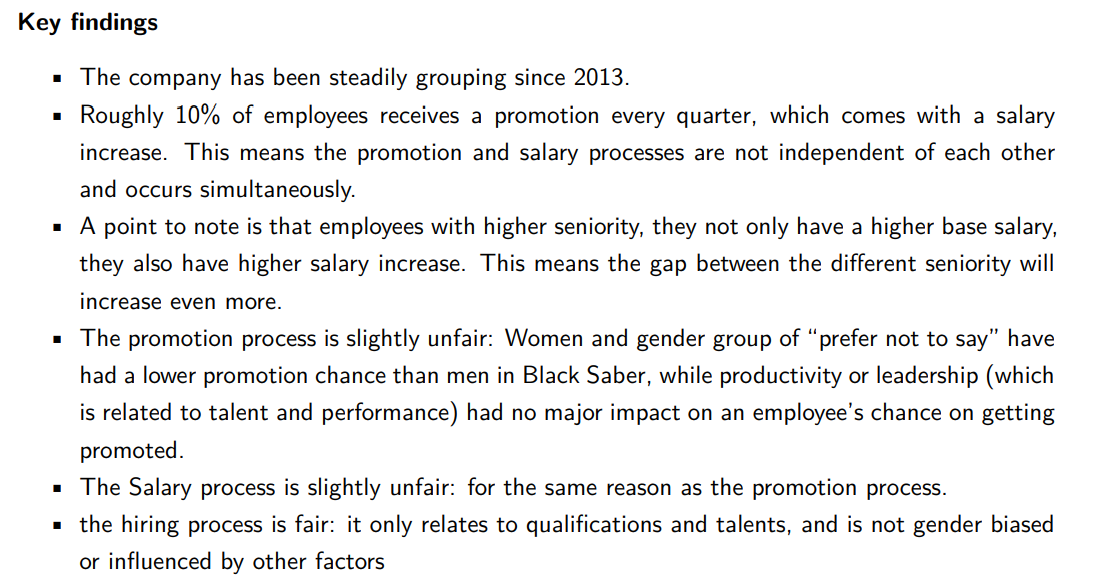 Key findings
▪ The company has been steadily grouping since 2013.
▪ Roughly 10% of employees receives a promotion every quarter, which comes with a salary
increase. This means the promotion and salary processes are not independent of each other
and occurs simultaneously.
▪ A point to note is that employees with higher seniority, they not only have a higher base salary,
they also have higher salary increase. This means the gap between the different seniority will
increase even more.
▪ The promotion process is slightly unfair: Women and gender group of “prefer not to say” have
had a lower promotion chance than men in Black Saber, while productivity or leadership (which
is related to talent and performance) had no major impact on an employee’s chance on getting
promoted.
▪ The Salary process is slightly unfair: for the same reason as the promotion process.
▪ the hiring process is fair: it only relates to qualifications and talents, and is not gender biased
or influenced by other factors